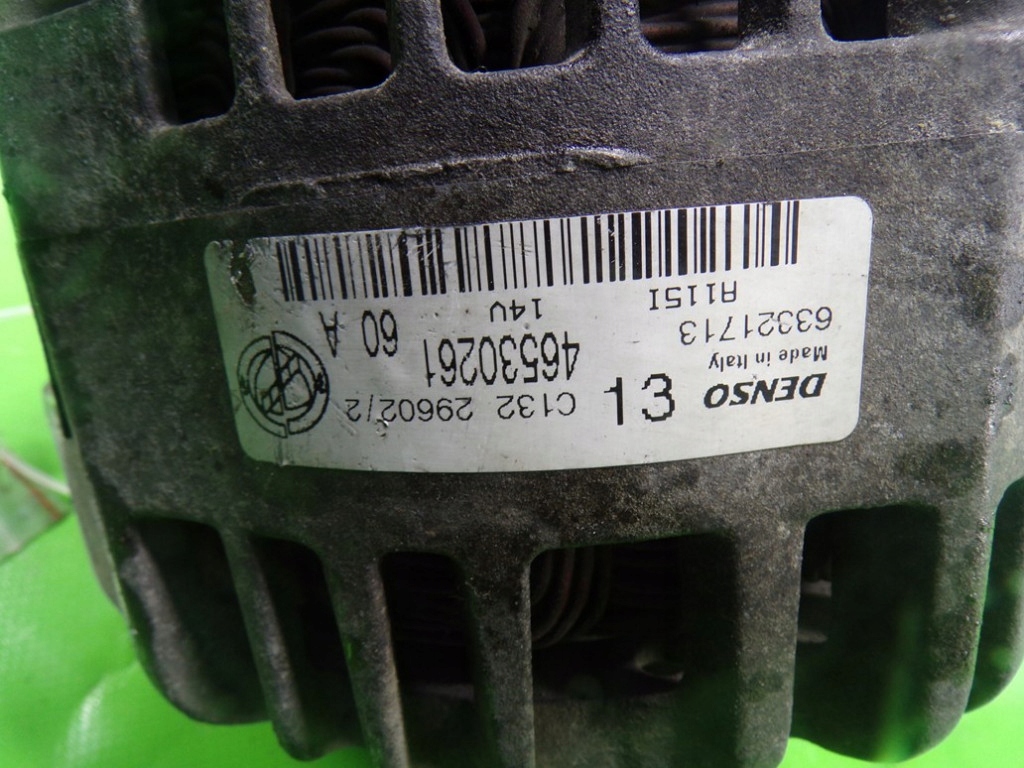 DENSO
Made in Italy
63321713
A115I
E1
C132 29602/2
46530261
14V
60 A